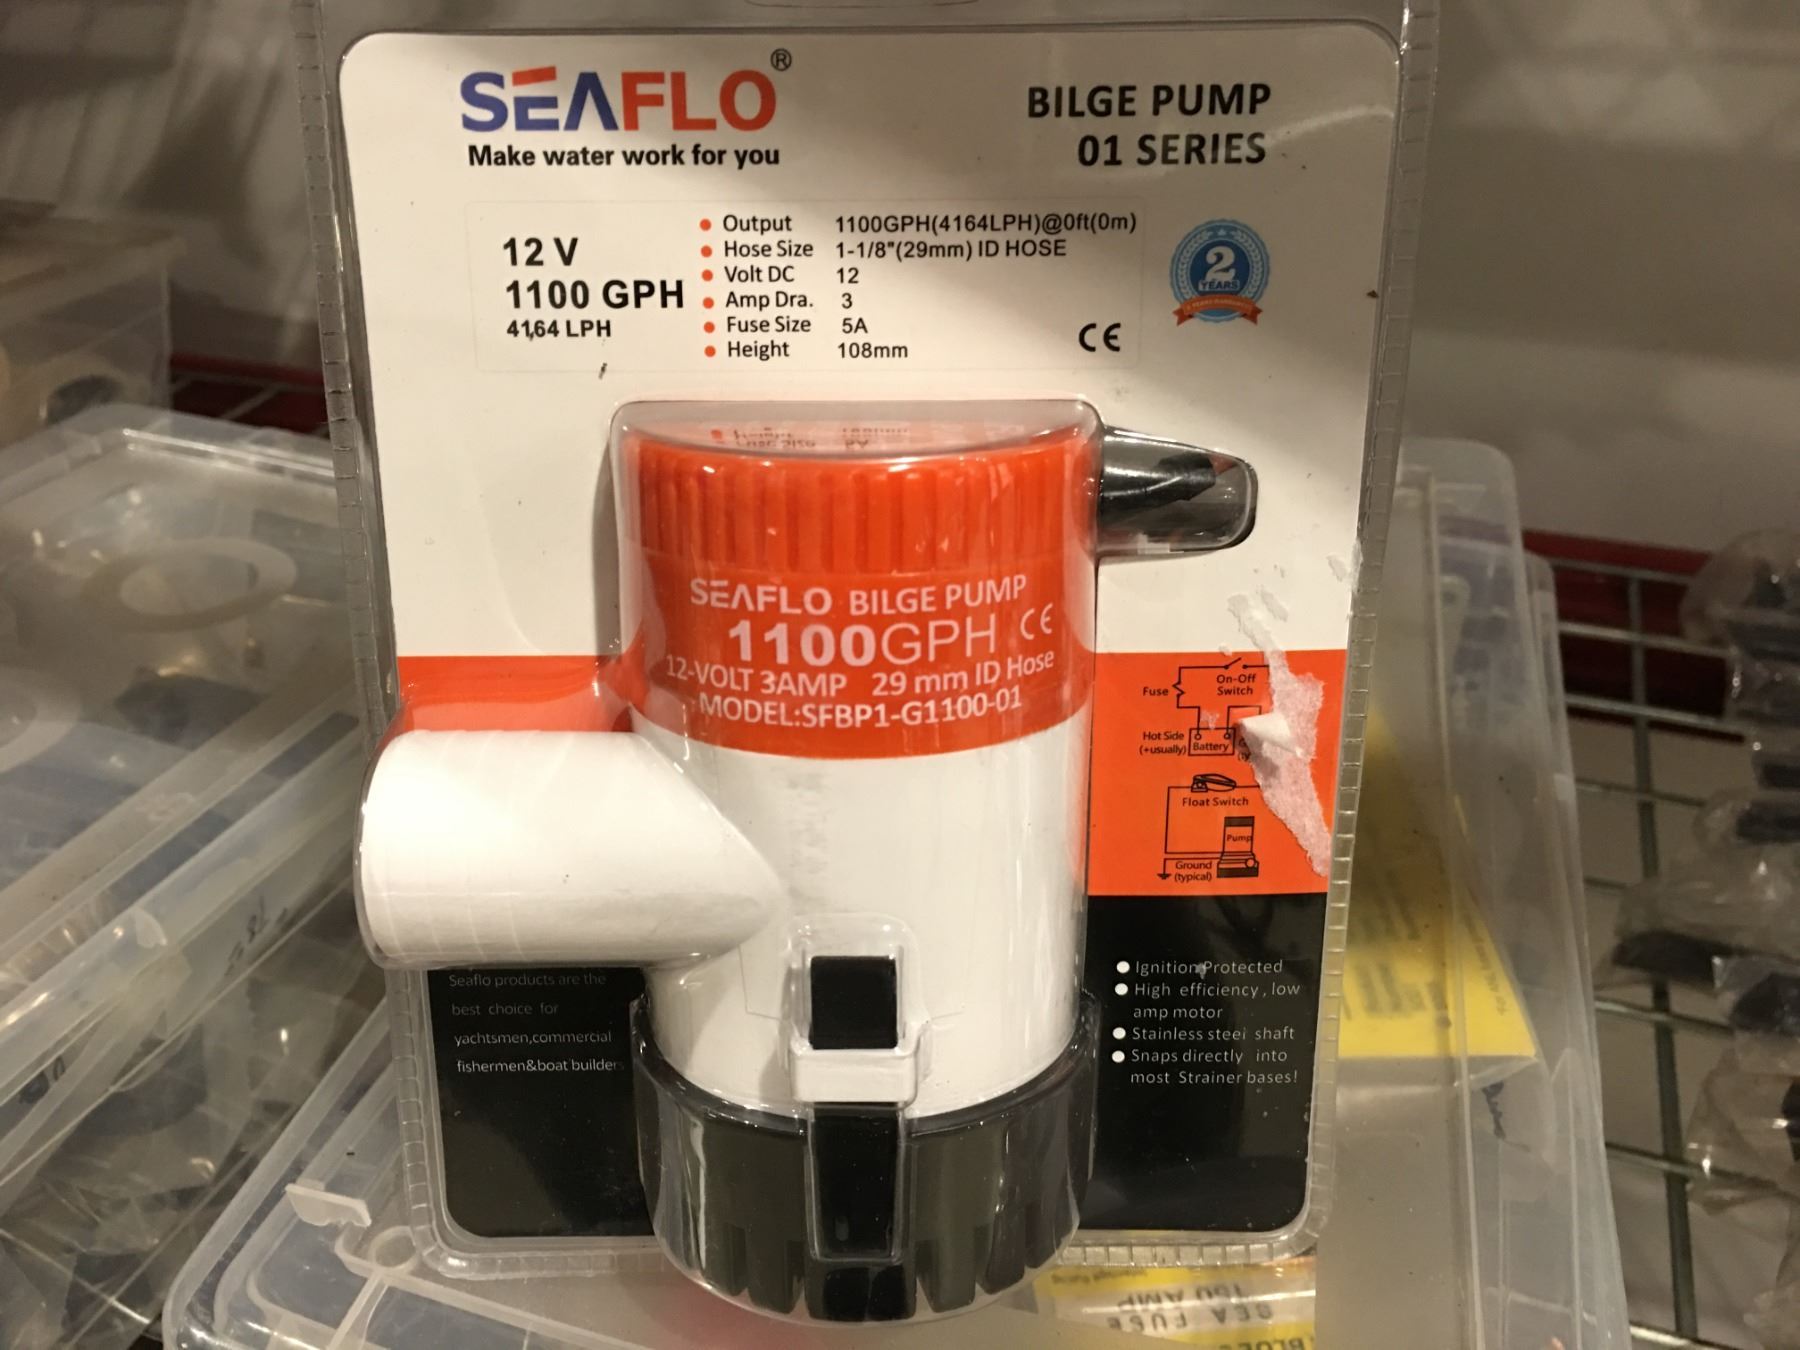 SEAFLO®
Make water work for you
BILGE PUMP
01 SERIES
12 V
1100 GPH
4164 LPH
Output 1100GPH(4164LPH)@0ft(0m)
Hose Size 1-1/8"(29mm) ID HOSE
Volt DC 12
Amp Dra. 3
Fuse Size 5A
Height 108mm
2
YEARS
CE
SEAFLO BILGE PUMP
1100GPH CE
12-VOLT 3AMP 29 mm ID Hose
MODEL:SFBP1-G1100-01
Fuse
On-Off
Switch
Hot Side
(+usually)
Battery
Float Switch
Pump
Ground
(typical)
Seaflo products are the
best choice for
yachtsmen,commercial
fishermen&boat builders
Ignition Protected
High efficiency, low
amp motor
Stainless steel shaft
Snaps directly into
most Strainer bases!
SEA FUSE
150 AMP